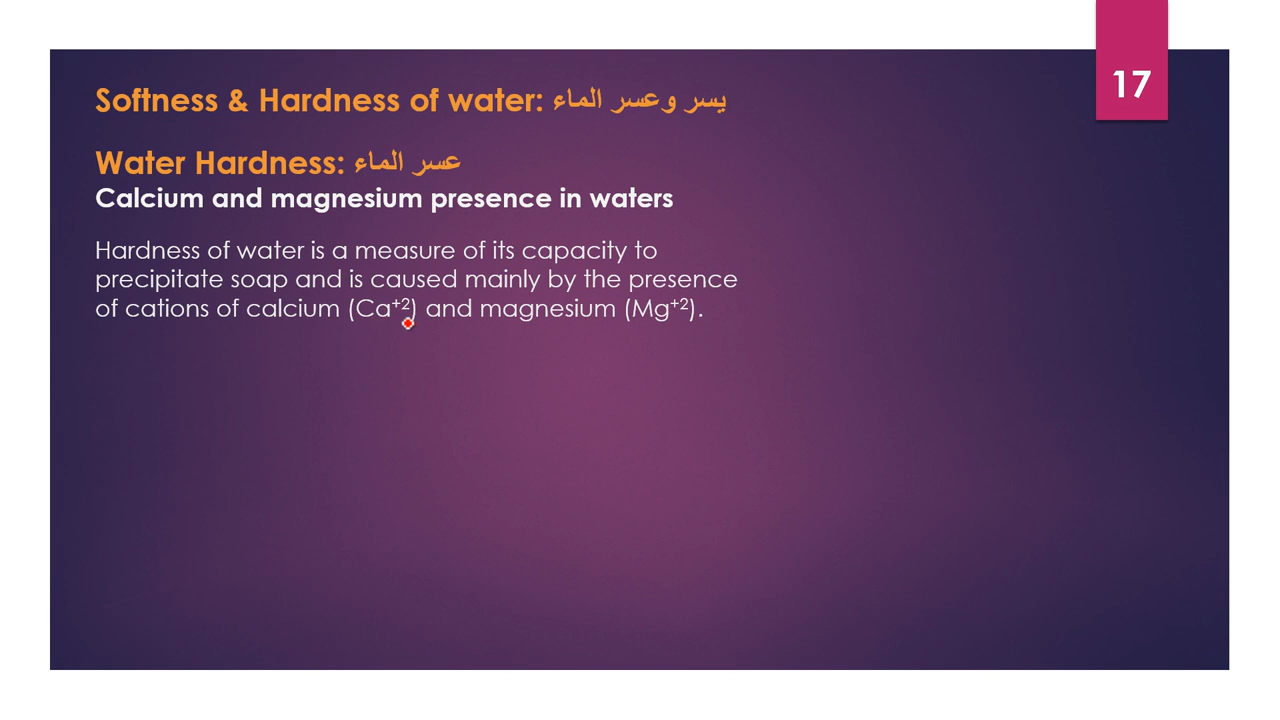 17
Softness & Hardness of water: يسر وعسر الماء
Water Hardness: عسر الماء
Calcium and magnesium presence in waters
Hardness of water is a measure of its capacity to
precipitate soap and is caused mainly by the presence
of cations of calcium (Ca⁺²) and magnesium (Mg⁺²).